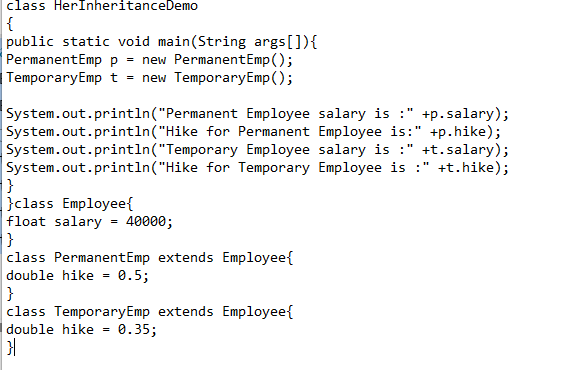 class HerInheritanceDemo
{
public static void main(String args[]){
PermanentEmp p = new PermanentEmp();
TemporaryEmp t = new TemporaryEmp();

System.out.println("Permanent Employee salary is :" +p.salary);
System.out.println("Hike for Permanent Employee is:" +p.hike);
System.out.println("Temporary Employee salary is :" +t.salary);
System.out.println("Hike for Temporary Employee is :" +t.hike);
}
}class Employee{
float salary = 40000;
}
class PermanentEmp extends Employee{
double hike = 0.5;
}
class TemporaryEmp extends Employee{
double hike = 0.35;
}